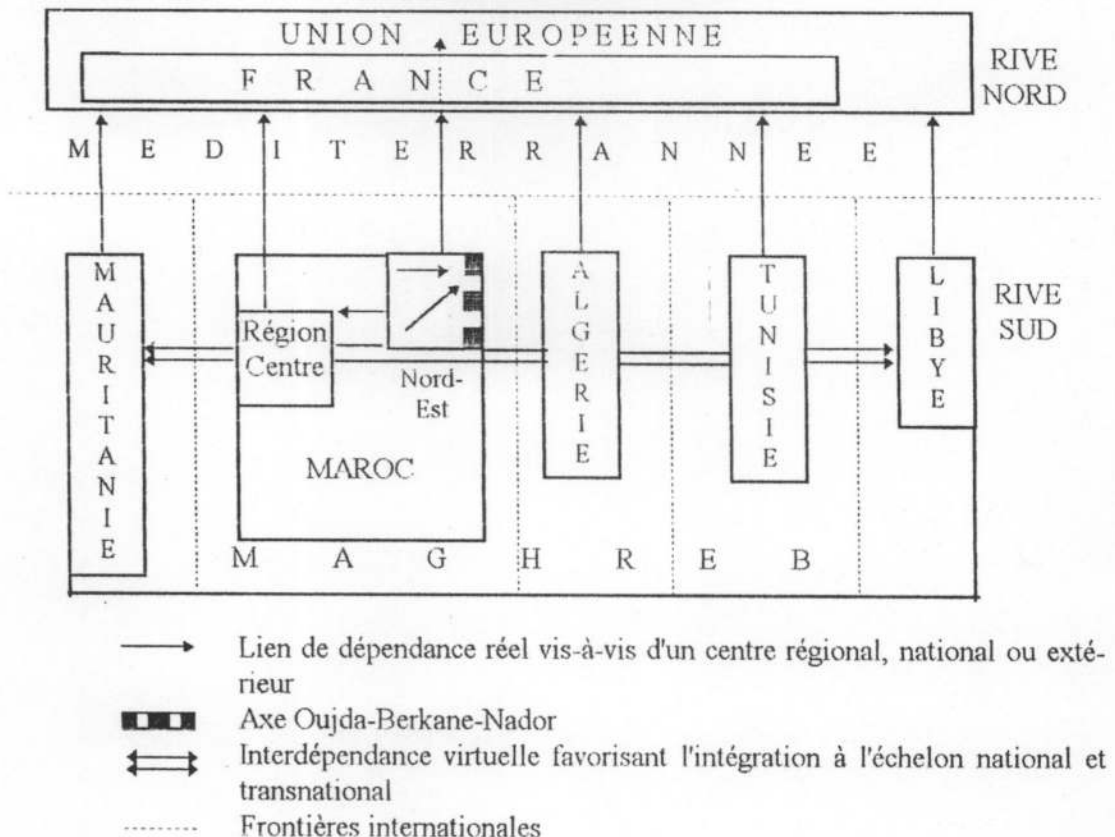 UNION EUROPEENNE
FRANCE
RIVE
NORD
MEDITERRANNEE
MAURITANIE
Région
Centre
Nord-
Est
MAROC
ALGERIE
TUNISIE
LIBYE
RIVE
SUD
MAGHREB
Lien de dépendance réel vis-à-vis d'un centre régional, national ou exté-
rieur
Axe Oujda-Berkane-Nador
Interdépendance virtuelle favorisant l'intégration à l'échelon national et
transnational
Frontières internationales